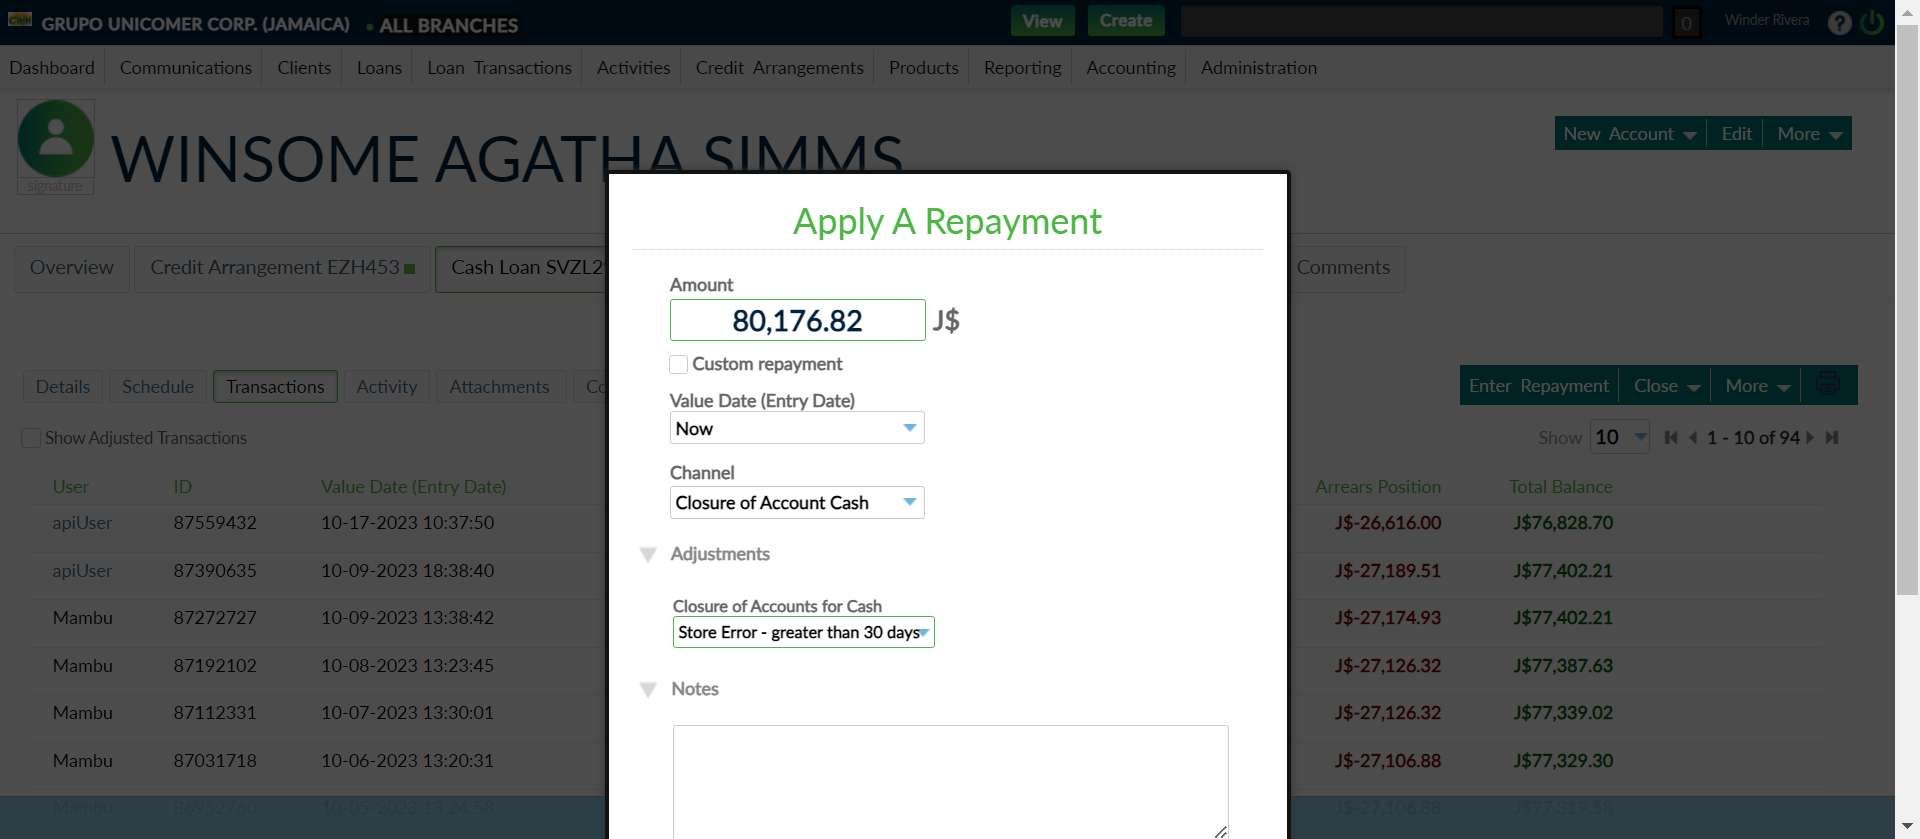 GRUPO UNICOMER CORP. (JAMAICA) ALL BRANCHES View Create 0 Winder Rivera ?
Dashboard Communications Clients Loans Loan Transactions Activities Credit Arrangements Products Reporting Accounting Administration
signature
WINSOME AGATHA SIMMS
New Account Edit More
Apply A Repayment
Overview Credit Arrangement EZH453 Cash Loan SVZL2 Comments
Amount
80,176.82 J$
Custom repayment
Details Schedule Transactions Activity Attachments Co
Enter Repayment Close More
Value Date (Entry Date)
Now
Show Adjusted Transactions
Show 10 1 - 10 of 94
Channel
Closure of Account Cash
User ID Value Date (Entry Date) Arrears Position Total Balance
apiUser 87559432 10-17-2023 10:37:50 J$-26,616.00 J$76,828.70
Adjustments
apiUser 87390635 10-09-2023 18:38:40 J$-27,189.51 J$77,402.21
Closure of Accounts for Cash
Store Error - greater than 30 days
Mambu 87272727 10-09-2023 13:38:42 J$-27,174.93 J$77,402.21
Mambu 87192102 10-08-2023 13:23:45 J$-27,126.32 J$77,387.63
Notes
Mambu 87112331 10-07-2023 13:30:01 J$-27,126.32 J$77,339.02
Mambu 87031718 10-06-2023 13:20:31 J$-27,106.88 J$77,329.30
Mambu 86952760 10-05-2023 13:24:58 J$-27,106.88 J$77,319.58